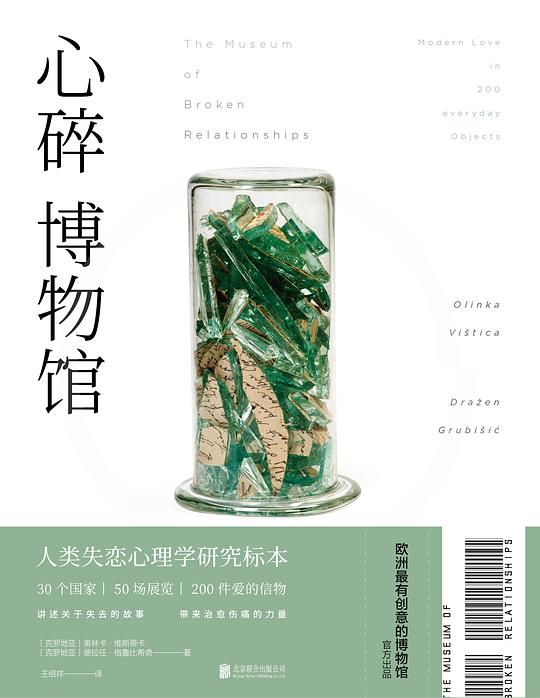 心碎 博物馆
The Museum
of
Broken
Relationships
Modern Love
in
200
everyday
Objects
Olinka
Vištica
Dražen
Grubišić
人类失恋心理学研究标本
30 个国家 | 50 场展览 | 200 件爱的信物
讲述关于失去的故事 带来治愈伤痛的力量
[克罗地亚] 奥林卡·维斯蒂卡
[克罗地亚] 德拉任·格鲁比希奇———著
王绍祥———译
北京联合出版公司
Beijing United Publishing Co.,Ltd.
欧洲最有创意的博物馆
官方出品
THE MUSEUM OF
BROKEN RELATIONSHIPS